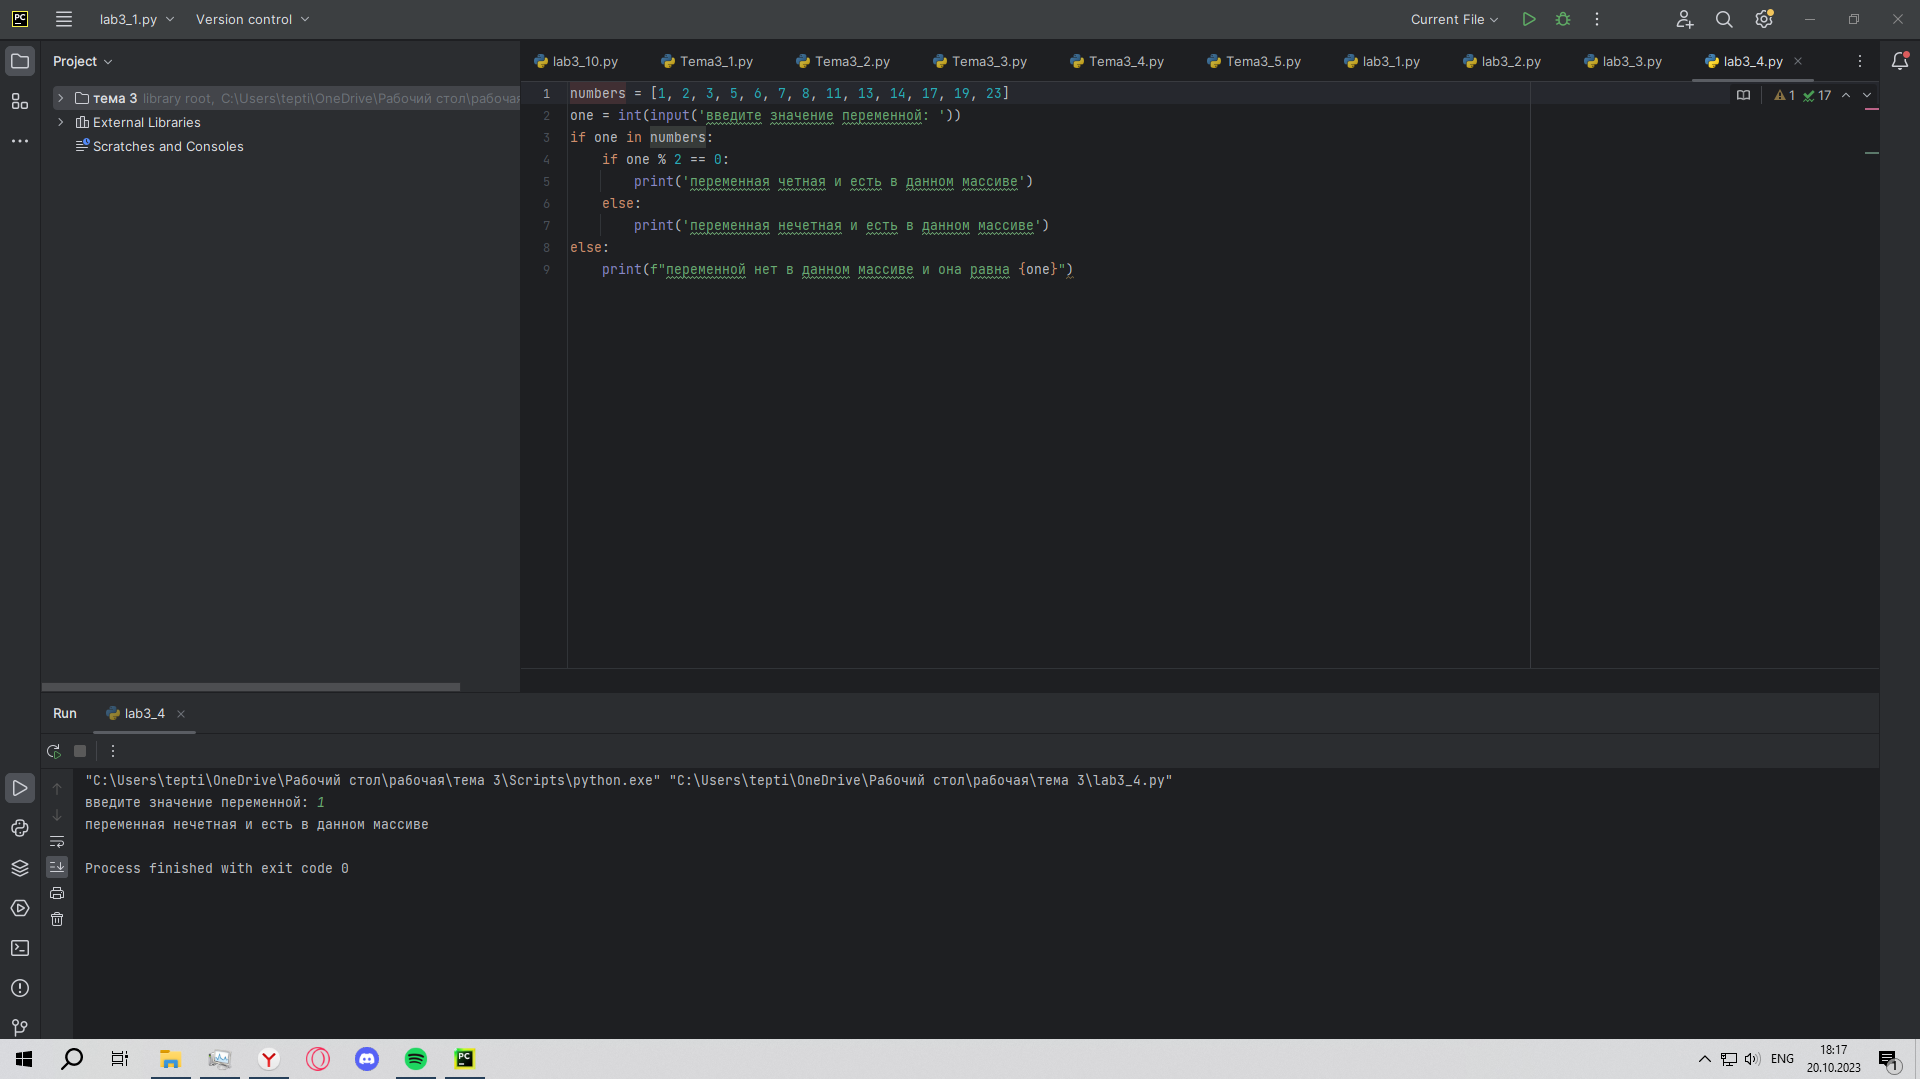 PC lab3_1.py Version control Current File
Project
тема 3 library root, C:\Users\tepti\OneDrive\Рабочий стол\рабочая
External Libraries
Scratches and Consoles
lab3_10.py Tema3_1.py Tema3_2.py Tema3_3.py Tema3_4.py Tema3_5.py lab3_1.py lab3_2.py lab3_3.py lab3_4.py
1 17
1 numbers = [1, 2, 3, 5, 6, 7, 8, 11, 13, 14, 17, 19, 23]
2 one = int(input('введите значение переменной: '))
3 if one in numbers:
4 if one % 2 == 0:
5 print('переменная четная и есть в данном массиве')
6 else:
7 print('переменная нечетная и есть в данном массиве')
8 else:
9 print(f"переменной нет в данном массиве и она равна {one}")
Run lab3_4
"C:\Users\tepti\OneDrive\Рабочий стол\рабочая\тема 3\Scripts\python.exe" "C:\Users\tepti\OneDrive\Рабочий стол\рабочая\тема 3\lab3_4.py"
введите значение переменной: 1
переменная нечетная и есть в данном массиве
Process finished with exit code 0
PC ENG 18:17
20.10.2023
1